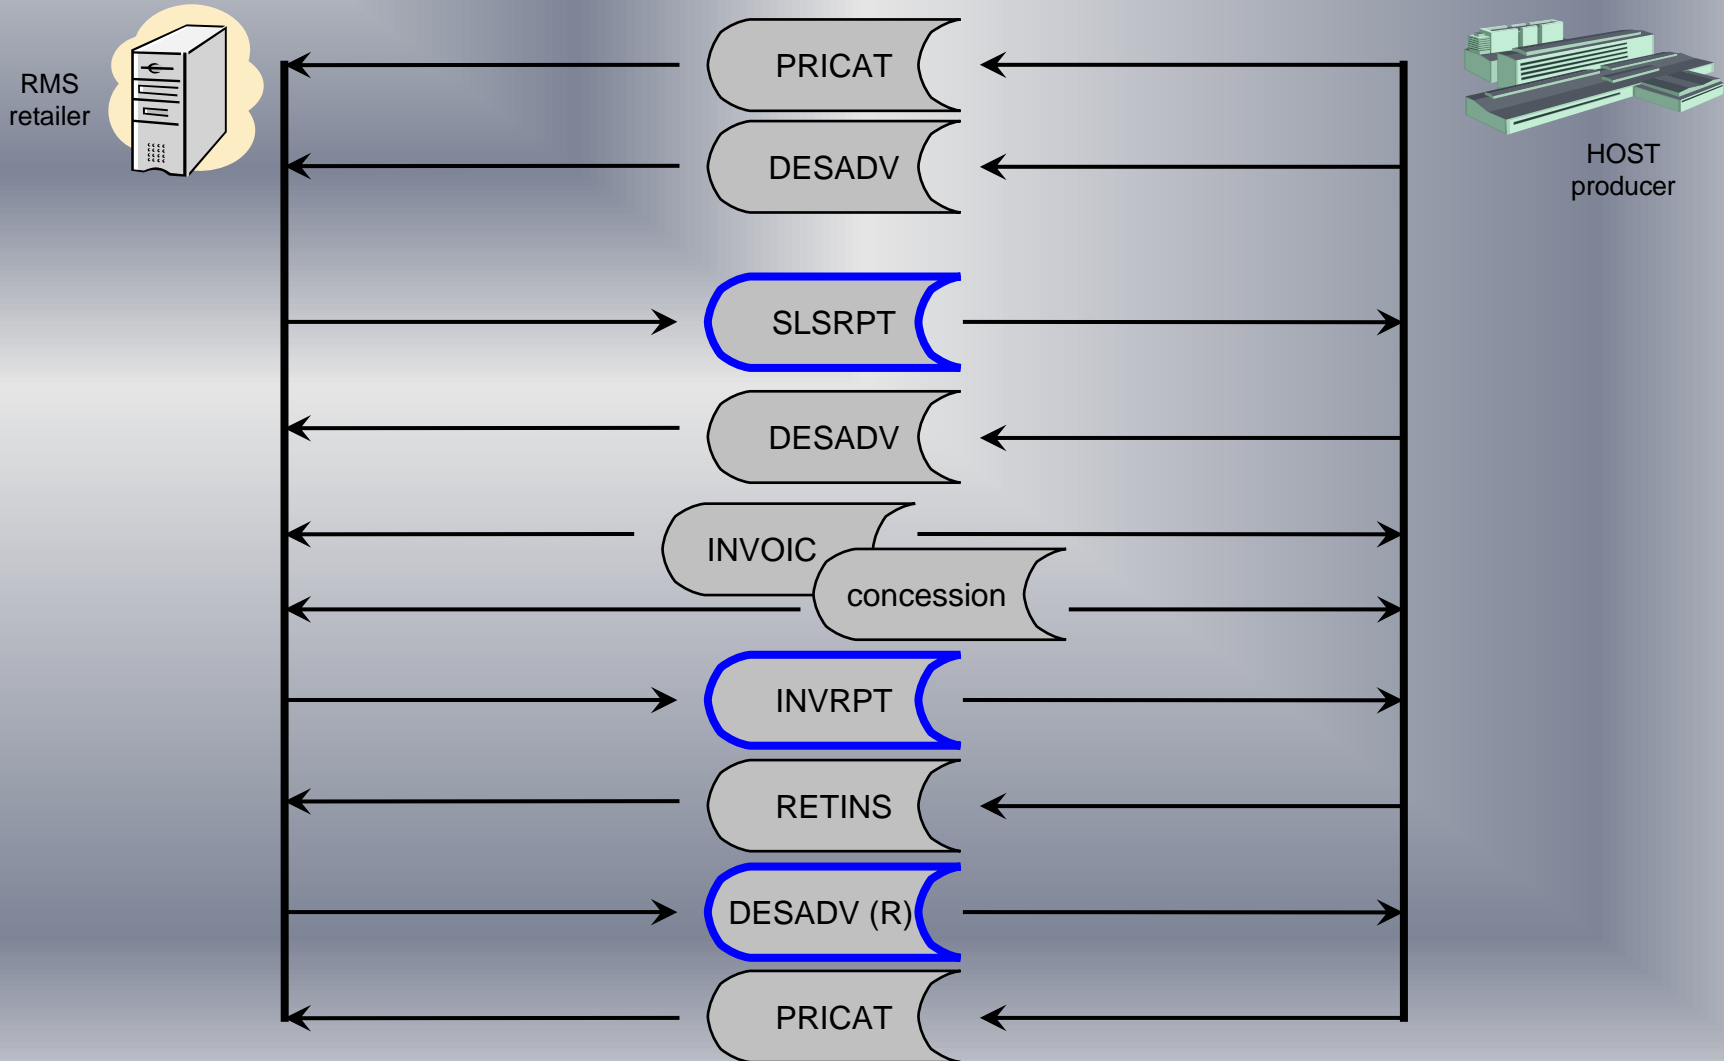 RMS
retailer
PRICAT
HOST
producer
DESADV
SLSRPT
DESADV
INVOIC
concession
INVRPT
RETINS
DESADV (R)
PRICAT